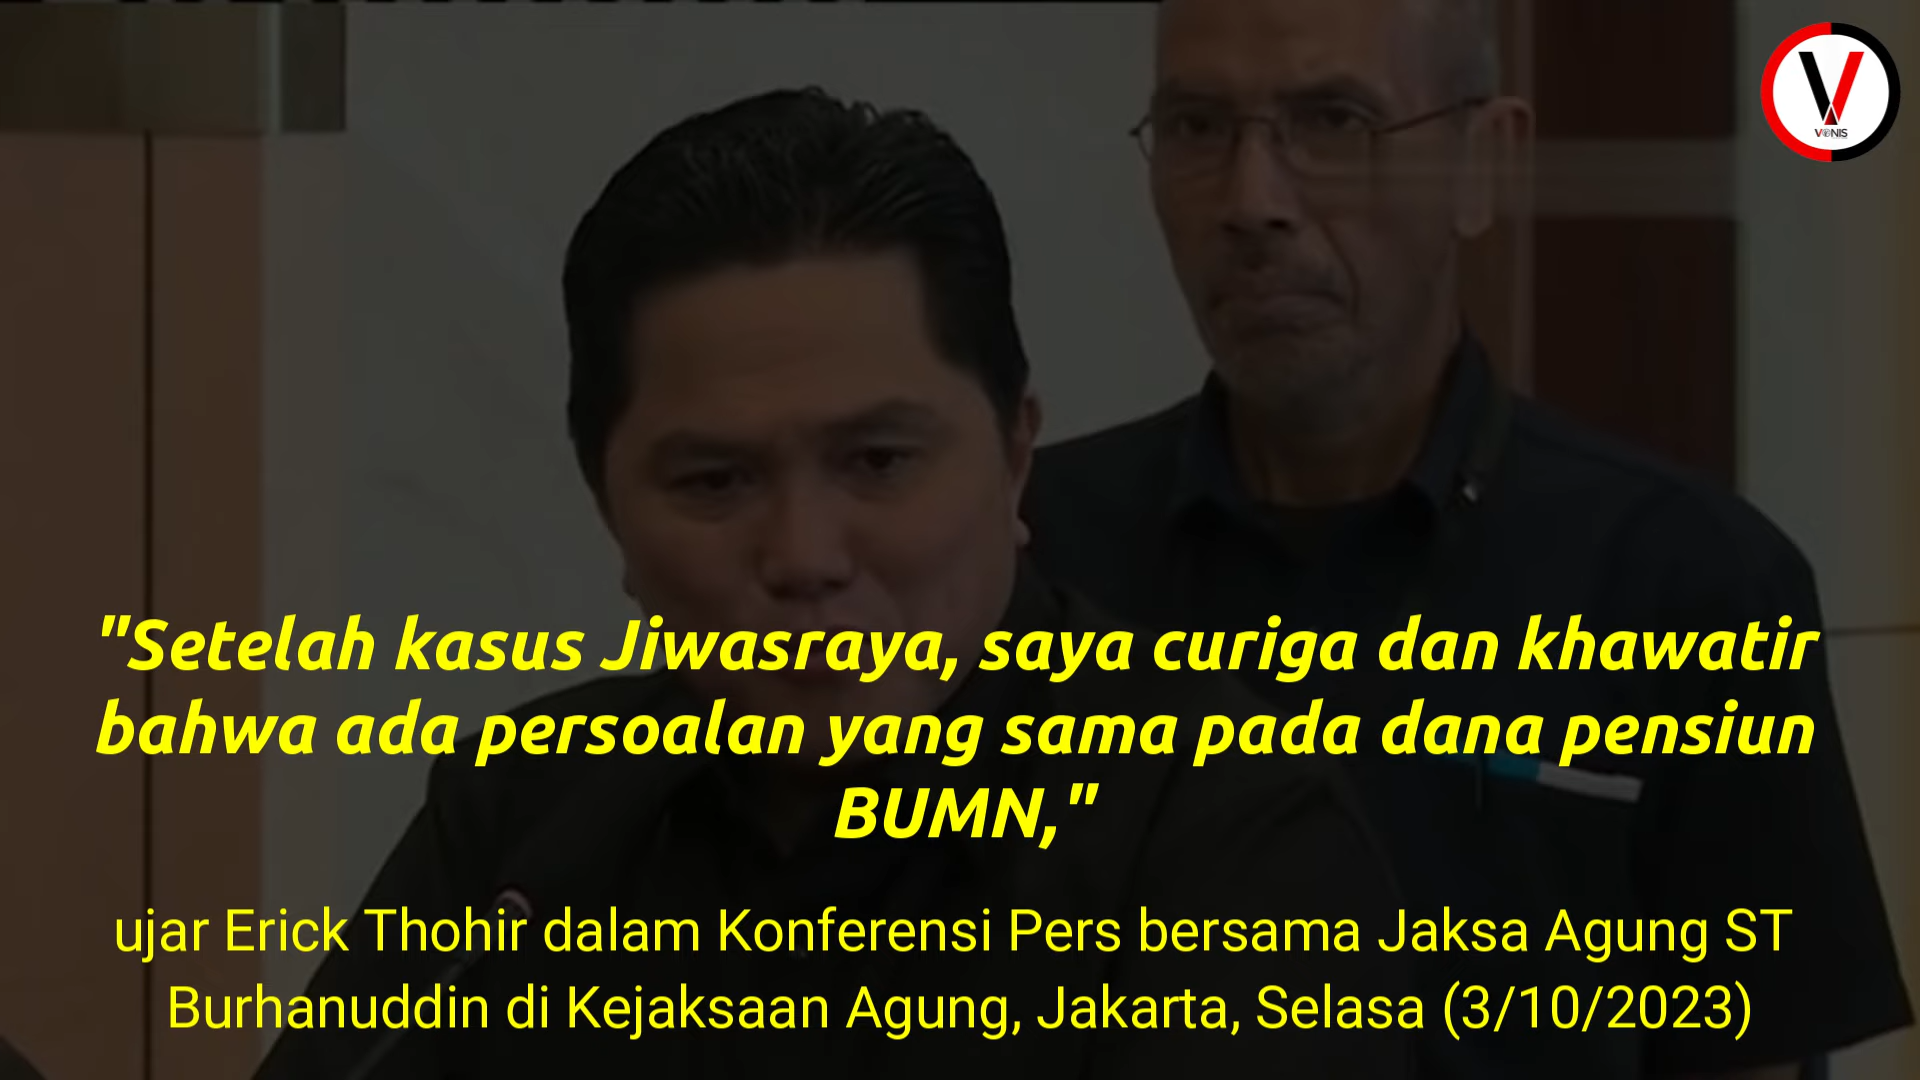 VONIS
"Setelah kasus Jiwasraya, saya curiga dan khawatir
bahwa ada persoalan yang sama pada dana pensiun
BUMN,"
ujar Erick Thohir dalam Konferensi Pers bersama Jaksa Agung ST
Burhanuddin di Kejaksaan Agung, Jakarta, Selasa (3/10/2023)